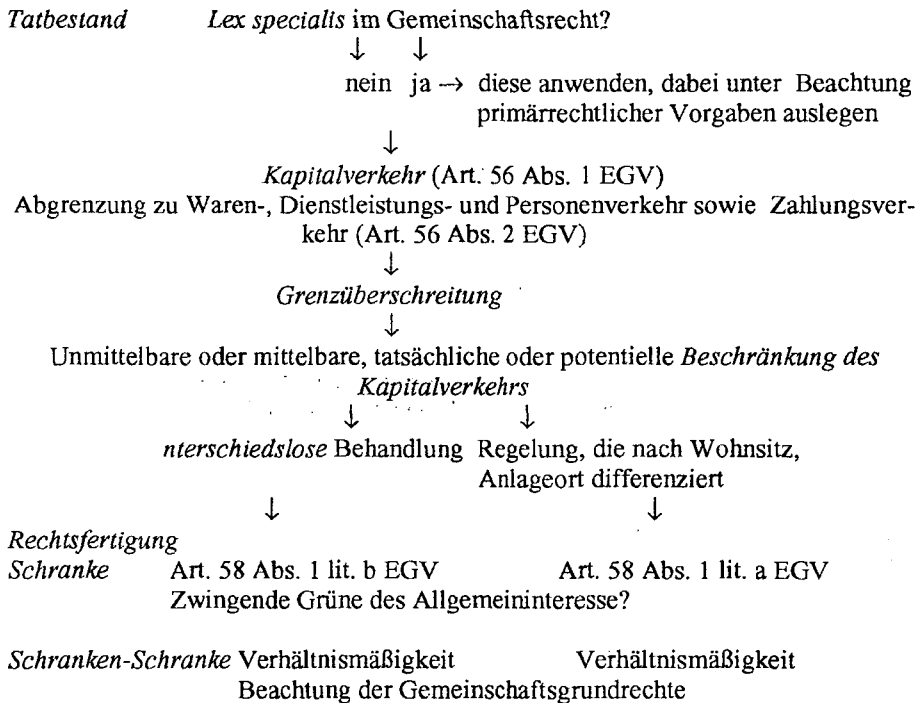 Tatbestand Lex specialis im Gemeinschaftsrecht?
↓ ↓
nein ja → diese anwenden, dabei unter Beachtung
primärrechtlicher Vorgaben auslegen
↓
Kapitalverkehr (Art. 56 Abs. 1 EGV)
Abgrenzung zu Waren-, Dienstleistungs- und Personenverkehr sowie Zahlungsver-
kehr (Art. 56 Abs. 2 EGV)
↓
Grenzüberschreitung
↓
Unmittelbare oder mittelbare, tatsächliche oder potentielle Beschränkung des
Kapitalverkehrs
↓ ↓
nterschiedslose Behandlung Regelung, die nach Wohnsitz,
Anlageort differenziert
↓ ↓
Rechtsfertigung
Schranke Art. 58 Abs. 1 lit. b EGV Art. 58 Abs. 1 lit. a EGV
Zwingende Grüne des Allgemeininteresse?
Schranken-Schranke Verhältnismäßigkeit Verhältnismäßigkeit
Beachtung der Gemeinschaftsgrundrechte